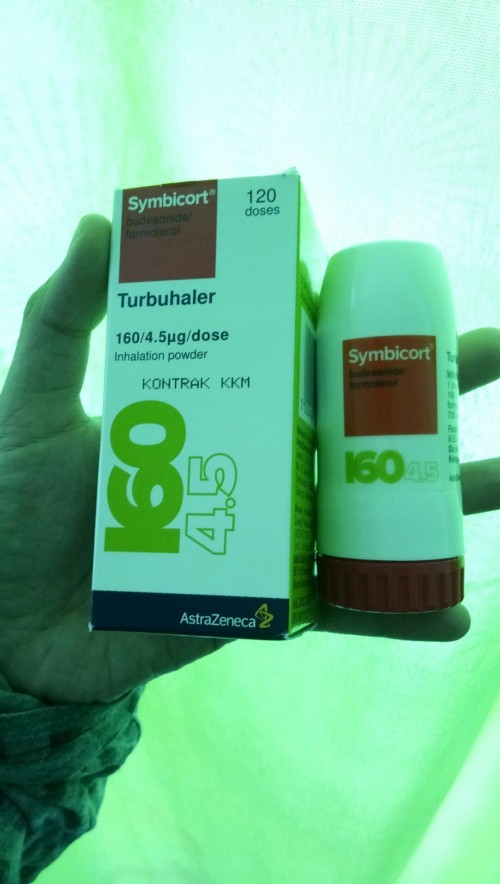 Symbicort®
budesonide/
formoterol
120
doses
Turbuhaler
160/4.5µg/dose
Inhalation powder
KONTRAK KKM
160
4.5
AstraZeneca
Symbicort®
budesonide/
formoterol
160 4.5